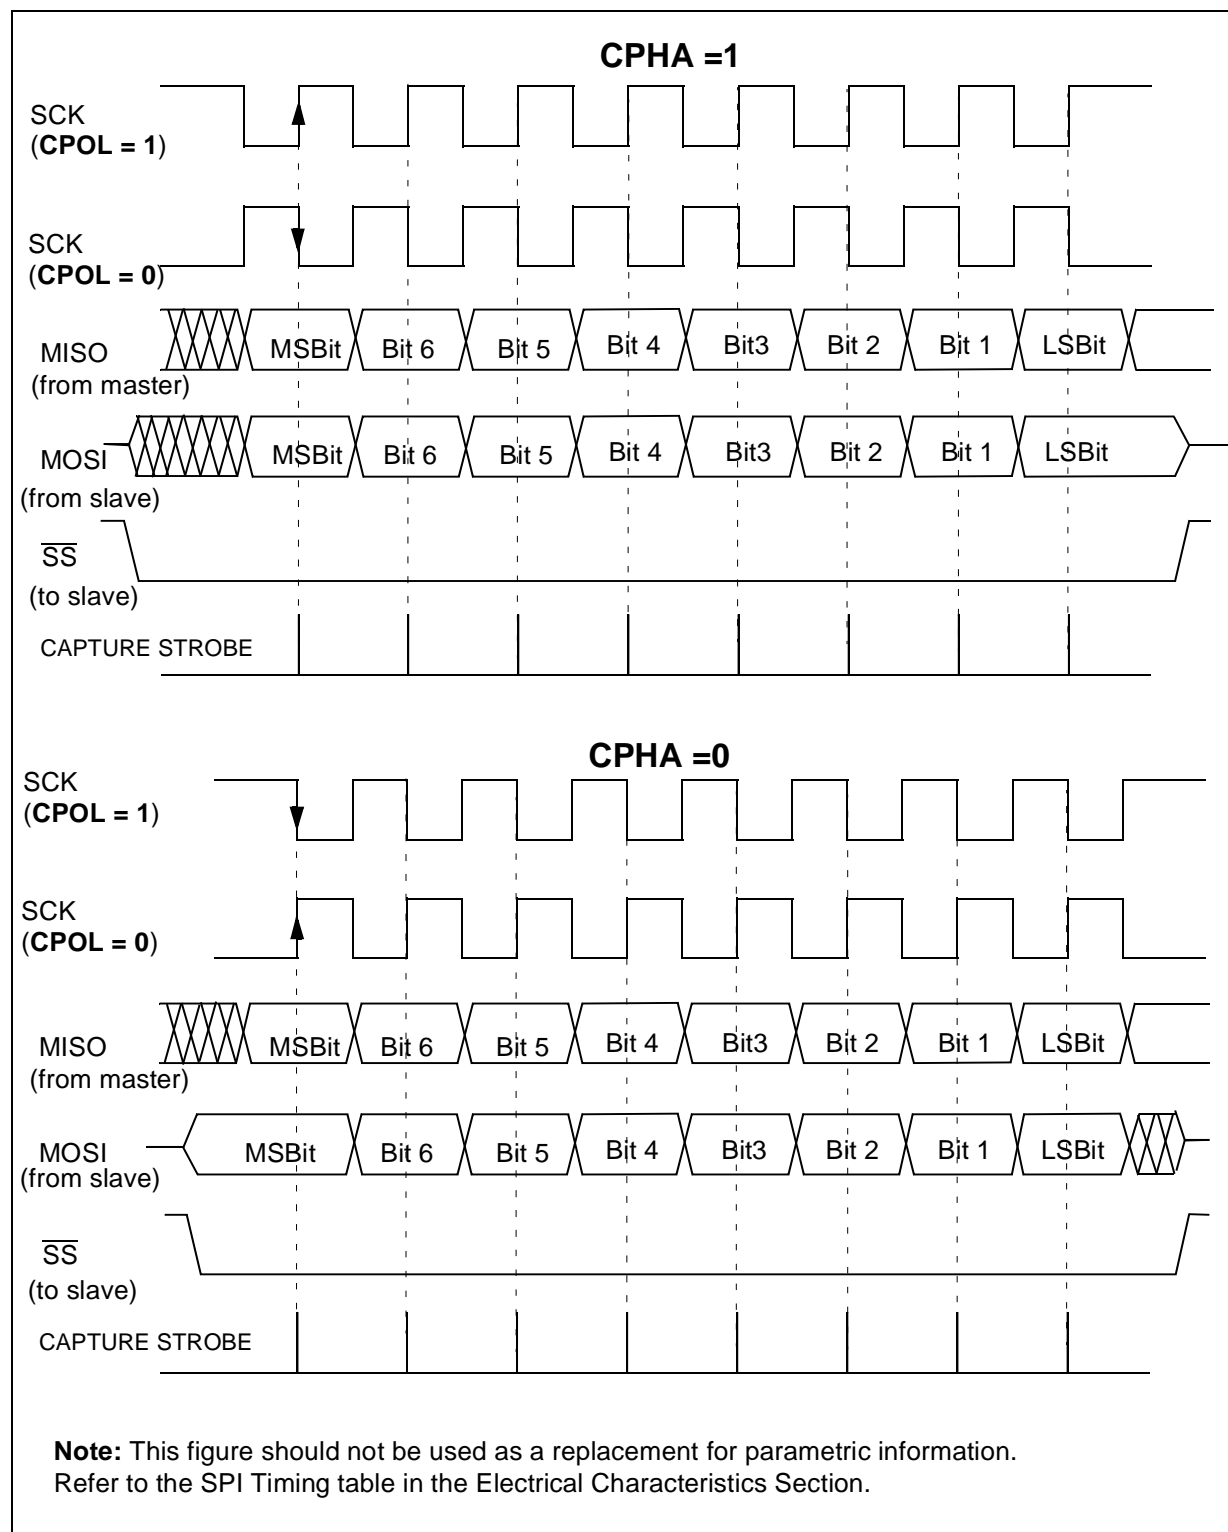 CPHA =1
SCK
(CPOL = 1)
SCK
(CPOL = 0)
MISO
(from master)
MSBit Bit 6 Bit 5 Bit 4 Bit3 Bit 2 Bit 1 LSBit
MOSI
(from slave)
MSBit Bit 6 Bit 5 Bit 4 Bit3 Bit 2 Bit 1 LSBit
SS
(to slave)
CAPTURE STROBE
CPHA =0
SCK
(CPOL = 1)
SCK
(CPOL = 0)
MISO
(from master)
MSBit Bit 6 Bit 5 Bit 4 Bit3 Bit 2 Bit 1 LSBit
MOSI
(from slave)
MSBit Bit 6 Bit 5 Bit 4 Bit3 Bit 2 Bit 1 LSBit
SS
(to slave)
CAPTURE STROBE
Note: This figure should not be used as a replacement for parametric information.
Refer to the SPI Timing table in the Electrical Characteristics Section.